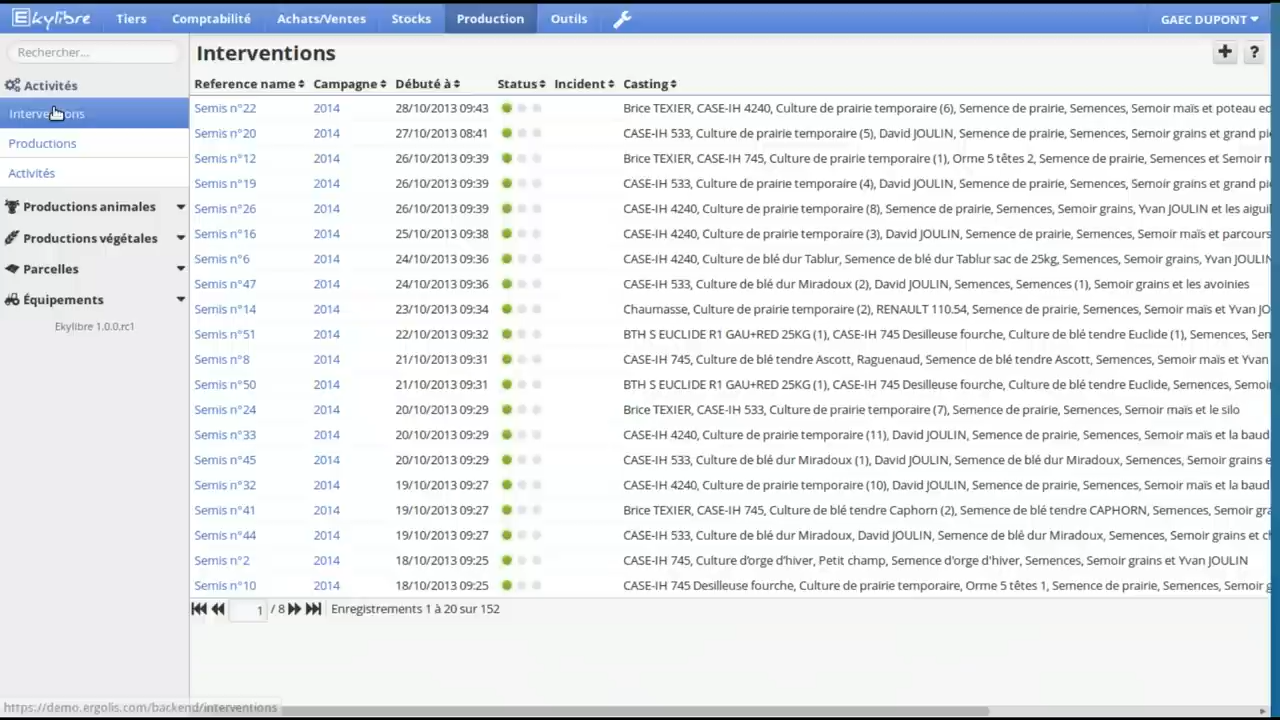 Ekylibre Tiers Comptabilité Achats/Ventes Stocks Production Outils GAEC DUPONT
Rechercher...
Activités
Interventions
Productions
Activités
Productions animales
Productions végétales
Parcelles
Équipements
Ekylibre 1.0.0.rc1
Interventions + ?
Reference name Campagne Débuté à Status Incident Casting
Semis n°22 2014 28/10/2013 09:43 Brice TEXIER, CASE-IH 4240, Culture de prairie temporaire (6), Semence de prairie, Semences, Semoir maïs et poteau
Semis n°20 2014 27/10/2013 08:41 CASE-IH 533, Culture de prairie temporaire (5), David JOULIN, Semence de prairie, Semences, Semoir grains et grand
Semis n°12 2014 26/10/2013 09:39 Brice TEXIER, CASE-IH 745, Culture de prairie temporaire (1), Orme 5 têtes 2, Semence de prairie, Semences et Semoir
Semis n°19 2014 26/10/2013 09:39 CASE-IH 533, Culture de prairie temporaire (4), David JOULIN, Semence de prairie, Semences, Semoir grains et grand
Semis n°26 2014 26/10/2013 09:39 CASE-IH 4240, Culture de prairie temporaire (8), Semence de prairie, Semences, Semoir grains, Yvan JOULIN et les
Semis n°16 2014 25/10/2013 09:38 CASE-IH 4240, Culture de prairie temporaire (3), David JOULIN, Semence de prairie, Semences, Semoir maïs et parcours
Semis n°6 2014 24/10/2013 09:36 CASE-IH 4240, Culture de blé dur Tablur, Semence de blé dur Tablur sac de 25kg, Semences, Semoir grains, Yvan JOULIN
Semis n°47 2014 24/10/2013 09:36 CASE-IH 533, Culture de blé dur Miradoux (2), David JOULIN, Semences, Semences (1), Semoir grains et les avoinies
Semis n°14 2014 23/10/2013 09:34 Chaumasse, Culture de prairie temporaire (2), RENAULT 110.54, Semence de prairie, Semences, Semoir maïs et Yvan JO
Semis n°51 2014 22/10/2013 09:32 BTH S EUCLIDE R1 GAU+RED 25KG (1), CASE-IH 745 Desilleuse fourche, Culture de blé tendre Euclide (1), Semences, Sem
Semis n°8 2014 21/10/2013 09:31 CASE-IH 745, Culture de blé tendre Ascott, Raguenaud, Semence de blé tendre Ascott, Semences, Semoir maïs et Yvan
Semis n°50 2014 21/10/2013 09:31 BTH S EUCLIDE R1 GAU+RED 25KG (1), CASE-IH 745 Desilleuse fourche, Culture de blé tendre Euclide, Semences, Semoi
Semis n°24 2014 20/10/2013 09:29 Brice TEXIER, CASE-IH 533, Culture de prairie temporaire (7), Semence de prairie, Semences, Semoir maïs et le silo
Semis n°33 2014 20/10/2013 09:29 CASE-IH 4240, Culture de prairie temporaire (11), David JOULIN, Semence de prairie, Semences, Semoir maïs et la baud
Semis n°45 2014 20/10/2013 09:29 CASE-IH 533, Culture de blé dur Miradoux (1), David JOULIN, Semence de blé dur Miradoux, Semences, Semoir grains e
Semis n°32 2014 19/10/2013 09:27 CASE-IH 4240, Culture de prairie temporaire (10), David JOULIN, Semence de prairie, Semences, Semoir maïs et la baud
Semis n°41 2014 19/10/2013 09:27 Brice TEXIER, CASE-IH 745, Culture de blé tendre Caphorn (2), Semence de blé tendre CAPHORN, Semences, Semoir gra
Semis n°44 2014 19/10/2013 09:27 CASE-IH 533, Culture de blé dur Miradoux, David JOULIN, Semence de blé dur Miradoux, Semences, Semoir grains et
Semis n°2 2014 18/10/2013 09:25 CASE-IH 745, Culture d'orge d'hiver, Petit champ, Semence d'orge d'hiver, Semences, Semoir grains et Yvan JOULIN
Semis n°10 2014 18/10/2013 09:25 CASE-IH 745 Desilleuse fourche, Culture de prairie temporaire, Orme 5 têtes 1, Semence de prairie, Semences, Semoir
1 / 8 Enregistrements 1 à 20 sur 152
https://demo.ergolis.com/backend/interventions